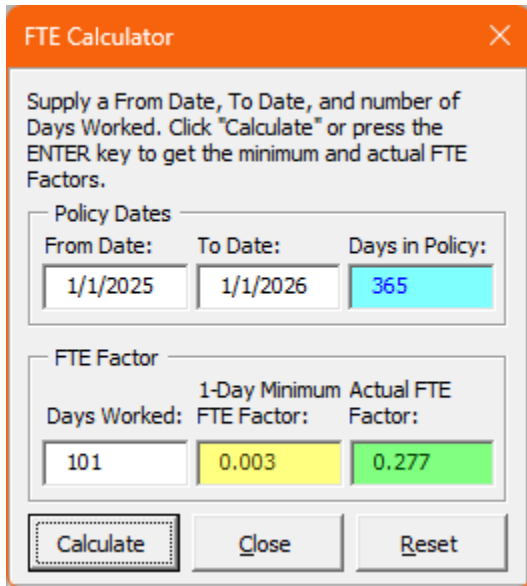 FTE Calculator
Supply a From Date, To Date, and number of
Days Worked. Click "Calculate" or press the
ENTER key to get the minimum and actual FTE
Factors.
Policy Dates
From Date: To Date: Days in Policy:
1/1/2025 1/1/2026 365
FTE Factor
1-Day Minimum Actual FTE
Days Worked: FTE Factor: Factor:
101 0.003 0.277
Calculate Close Reset